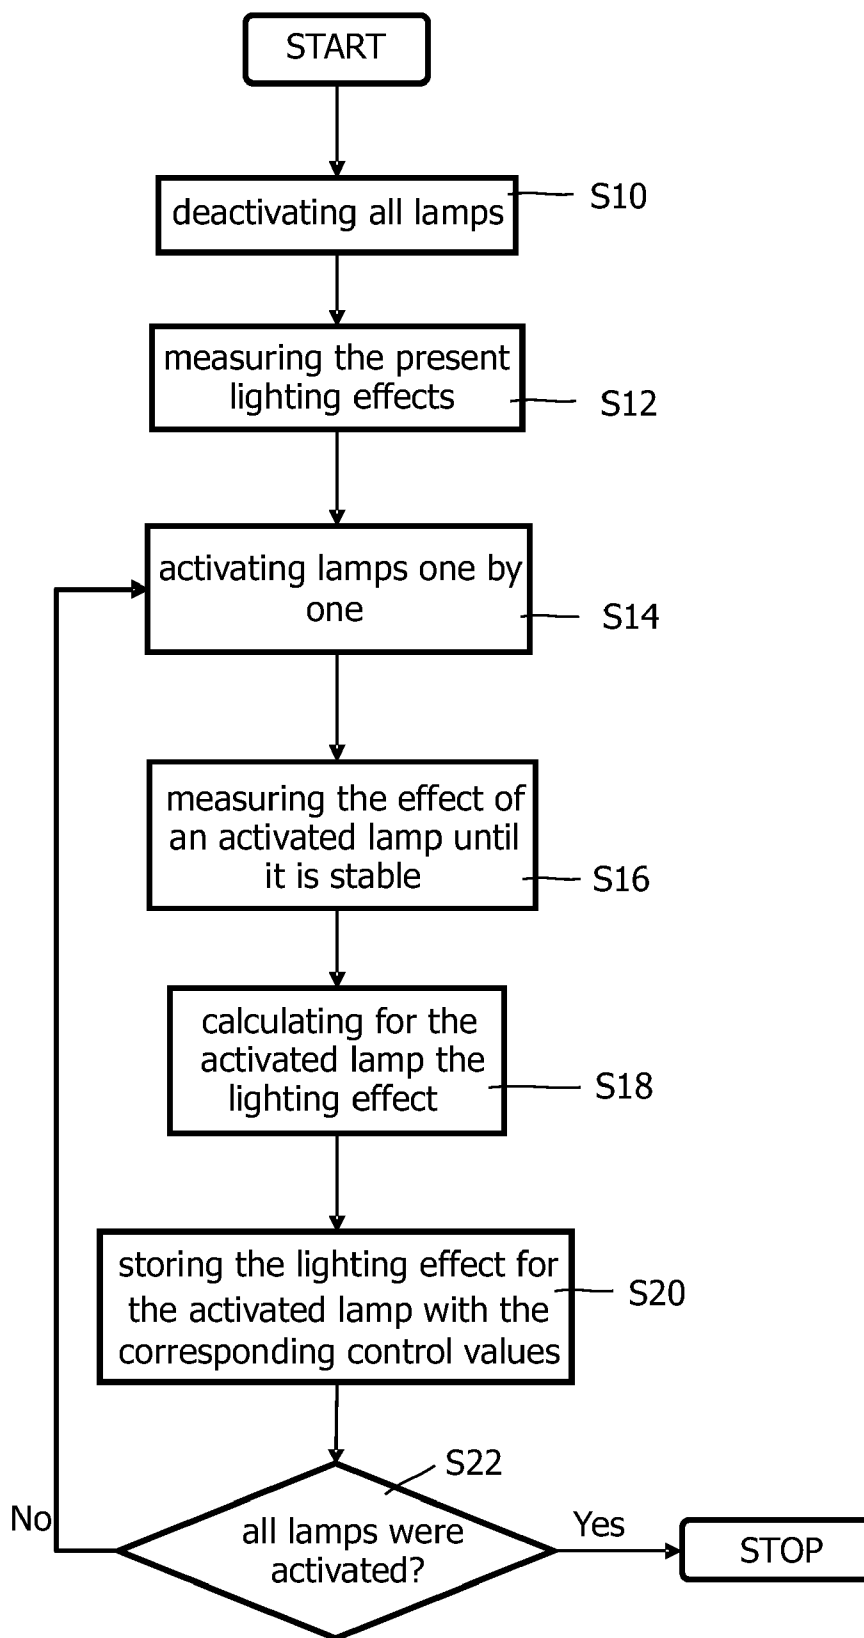 START
deactivating all lamps
S10
measuring the present
lighting effects
S12
activating lamps one by
one
S14
measuring the effect of
an activated lamp until
it is stable
S16
calculating for the
activated lamp the
lighting effect
S18
storing the lighting effect for
the activated lamp with the
corresponding control values
S20
S22
all lamps were
activated?
No
Yes
STOP